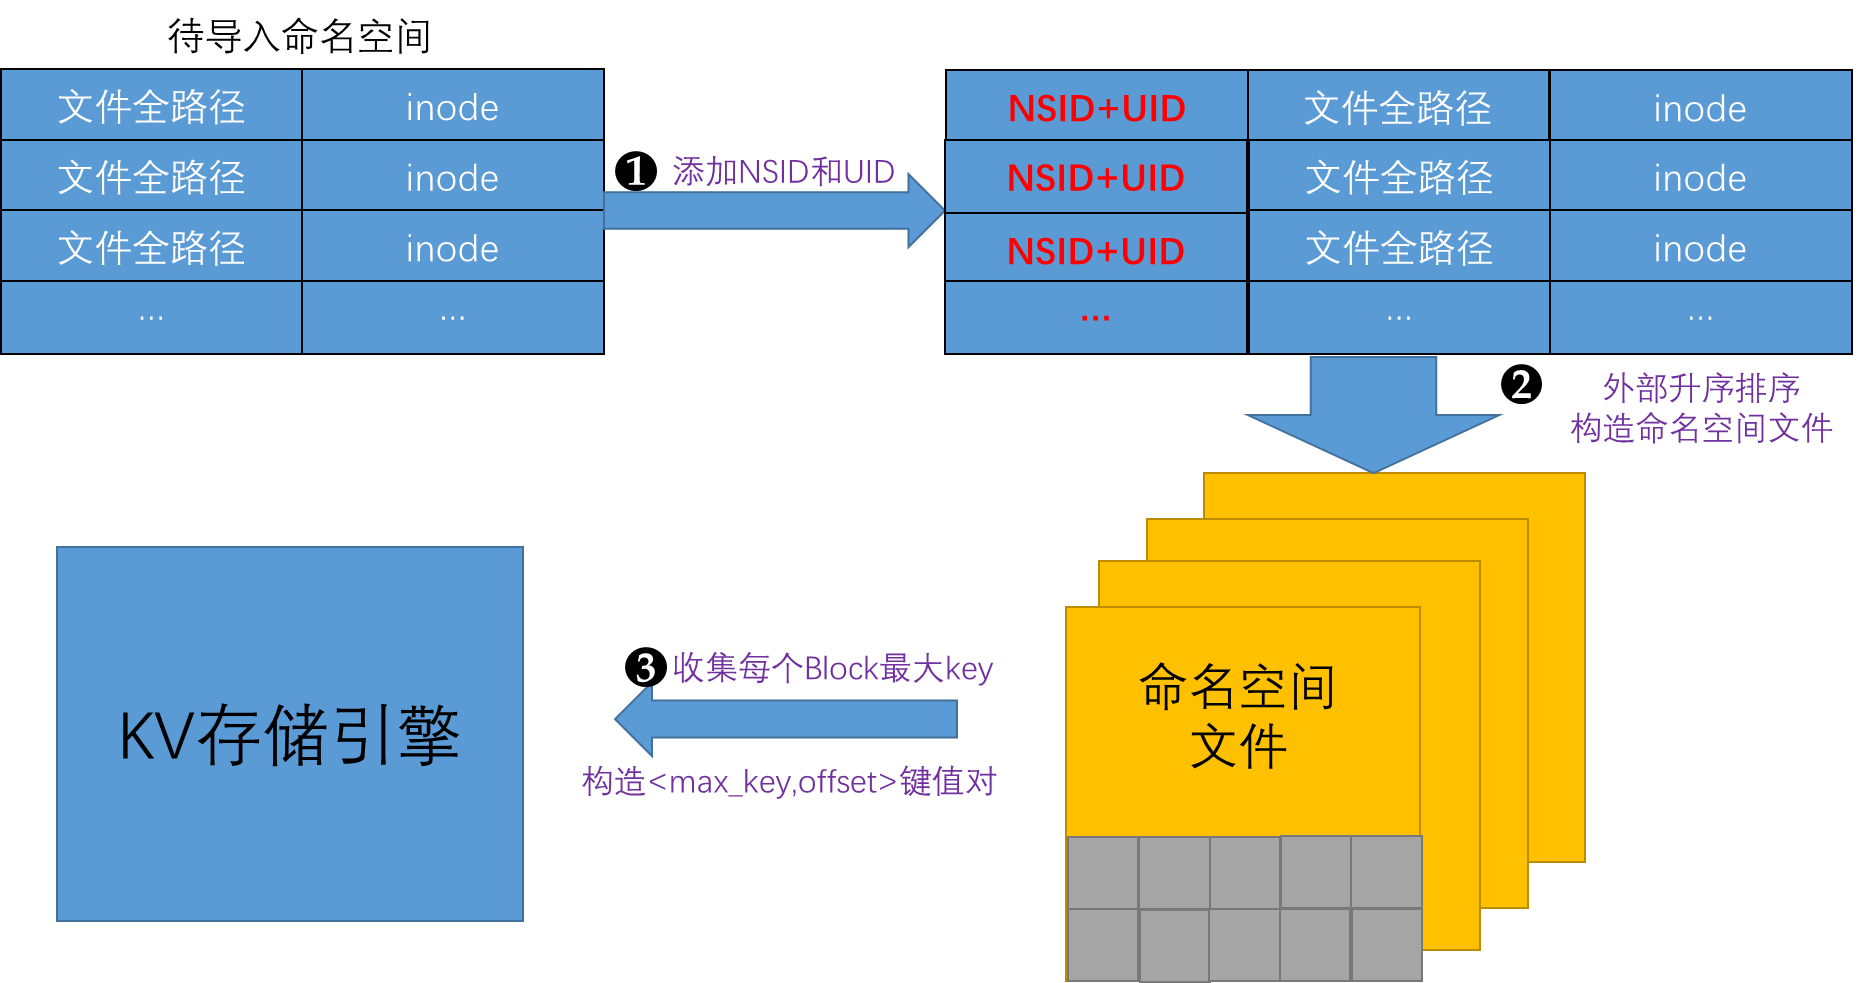 待导入命名空间
文件全路径 inode
文件全路径 inode
文件全路径 inode
... ...
❶ 添加NSID和UID
NSID+UID 文件全路径 inode
NSID+UID 文件全路径 inode
NSID+UID 文件全路径 inode
... ... ...
❷ 外部升序排序
构造命名空间文件
命名空间
文件
❸ 收集每个Block最大key
构造<max_key,offset>键值对
KV存储引擎